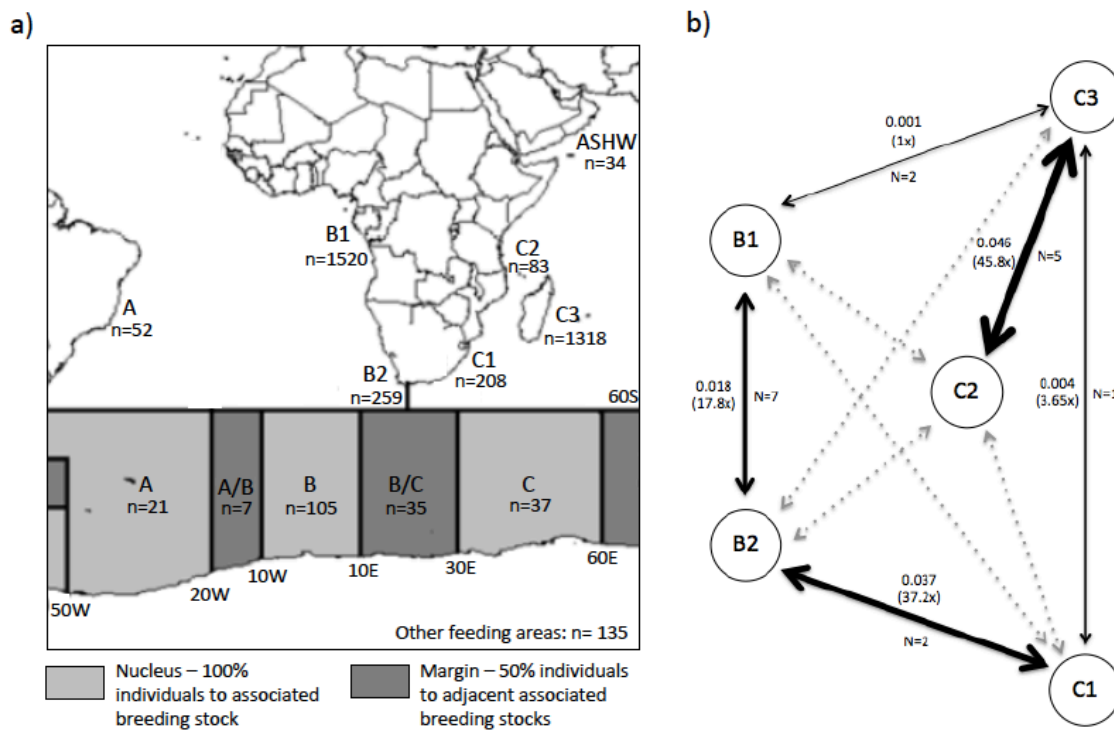 a)
ASHW
n=34
B1
n=1520
C2
n=83
A
n=52
C3
n=1318
C1
n=208
B2
n=259
60S
A
n=21
A/B
n=7
B
n=105
B/C
n=35
C
n=37
50W
20W
10W
10E
30E
60E
Other feeding areas: n= 135
Nucleus – 100%
individuals to associated
breeding stock
Margin – 50% individuals
to adjacent associated
breeding stocks
b)
C3
0.001
(1x)
N=2
B1
0.046
(45.8x)
N=5
0.018
(17.8x)
N=7
C2
0.004
(3.65x)
B2
0.037
(37.2x)
N=2
C1